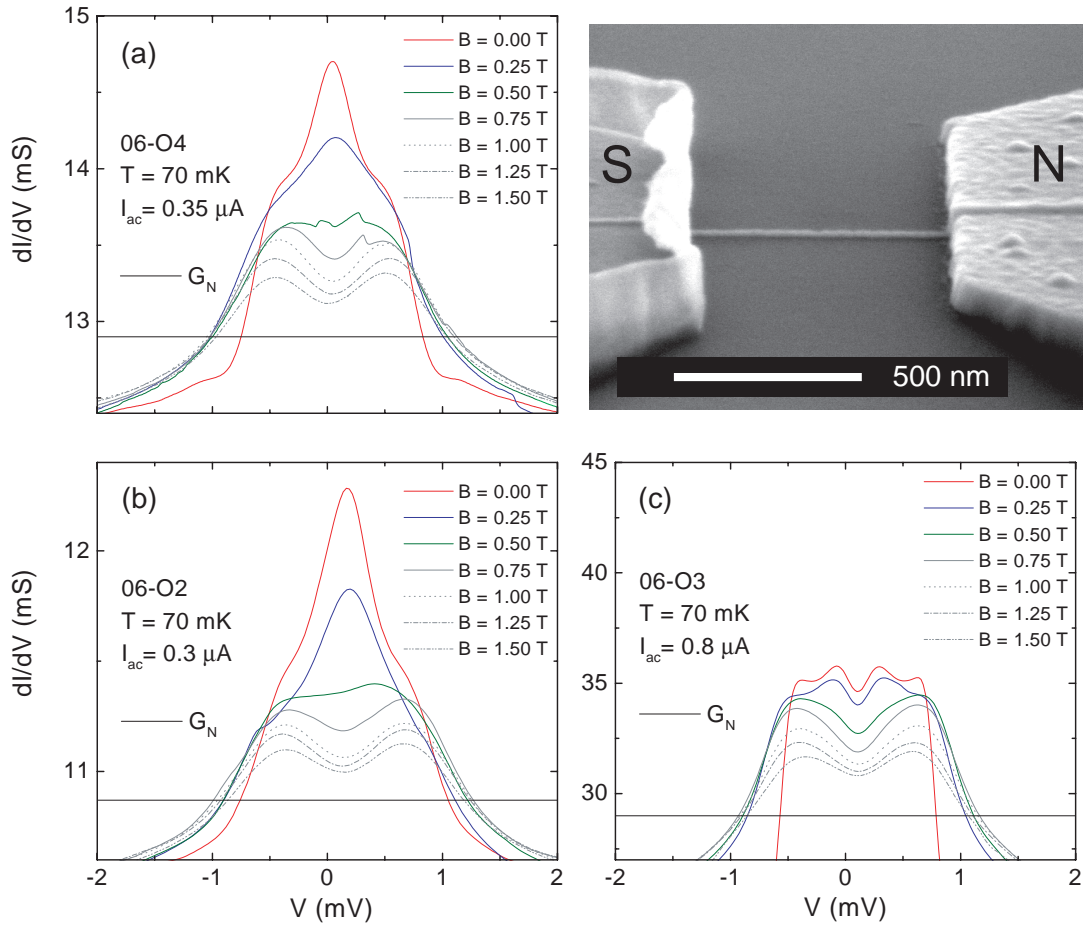 15
14
13
dI/dV (mS)
(a)
06-O4
T = 70 mK
I_ac = 0.35 μA
G_N
B = 0.00 T
B = 0.25 T
B = 0.50 T
B = 0.75 T
B = 1.00 T
B = 1.25 T
B = 1.50 T
-2 -1 0 1 2
S
N
500 nm
12
11
dI/dV (mS)
(b)
06-O2
T = 70 mK
I_ac = 0.3 μA
G_N
B = 0.00 T
B = 0.25 T
B = 0.50 T
B = 0.75 T
B = 1.00 T
B = 1.25 T
B = 1.50 T
-2 -1 0 1 2
V (mV)
45
40
35
30
(c)
06-O3
T = 70 mK
I_ac = 0.8 μA
G_N
B = 0.00 T
B = 0.25 T
B = 0.50 T
B = 0.75 T
B = 1.00 T
B = 1.25 T
B = 1.50 T
-2 -1 0 1 2
V (mV)